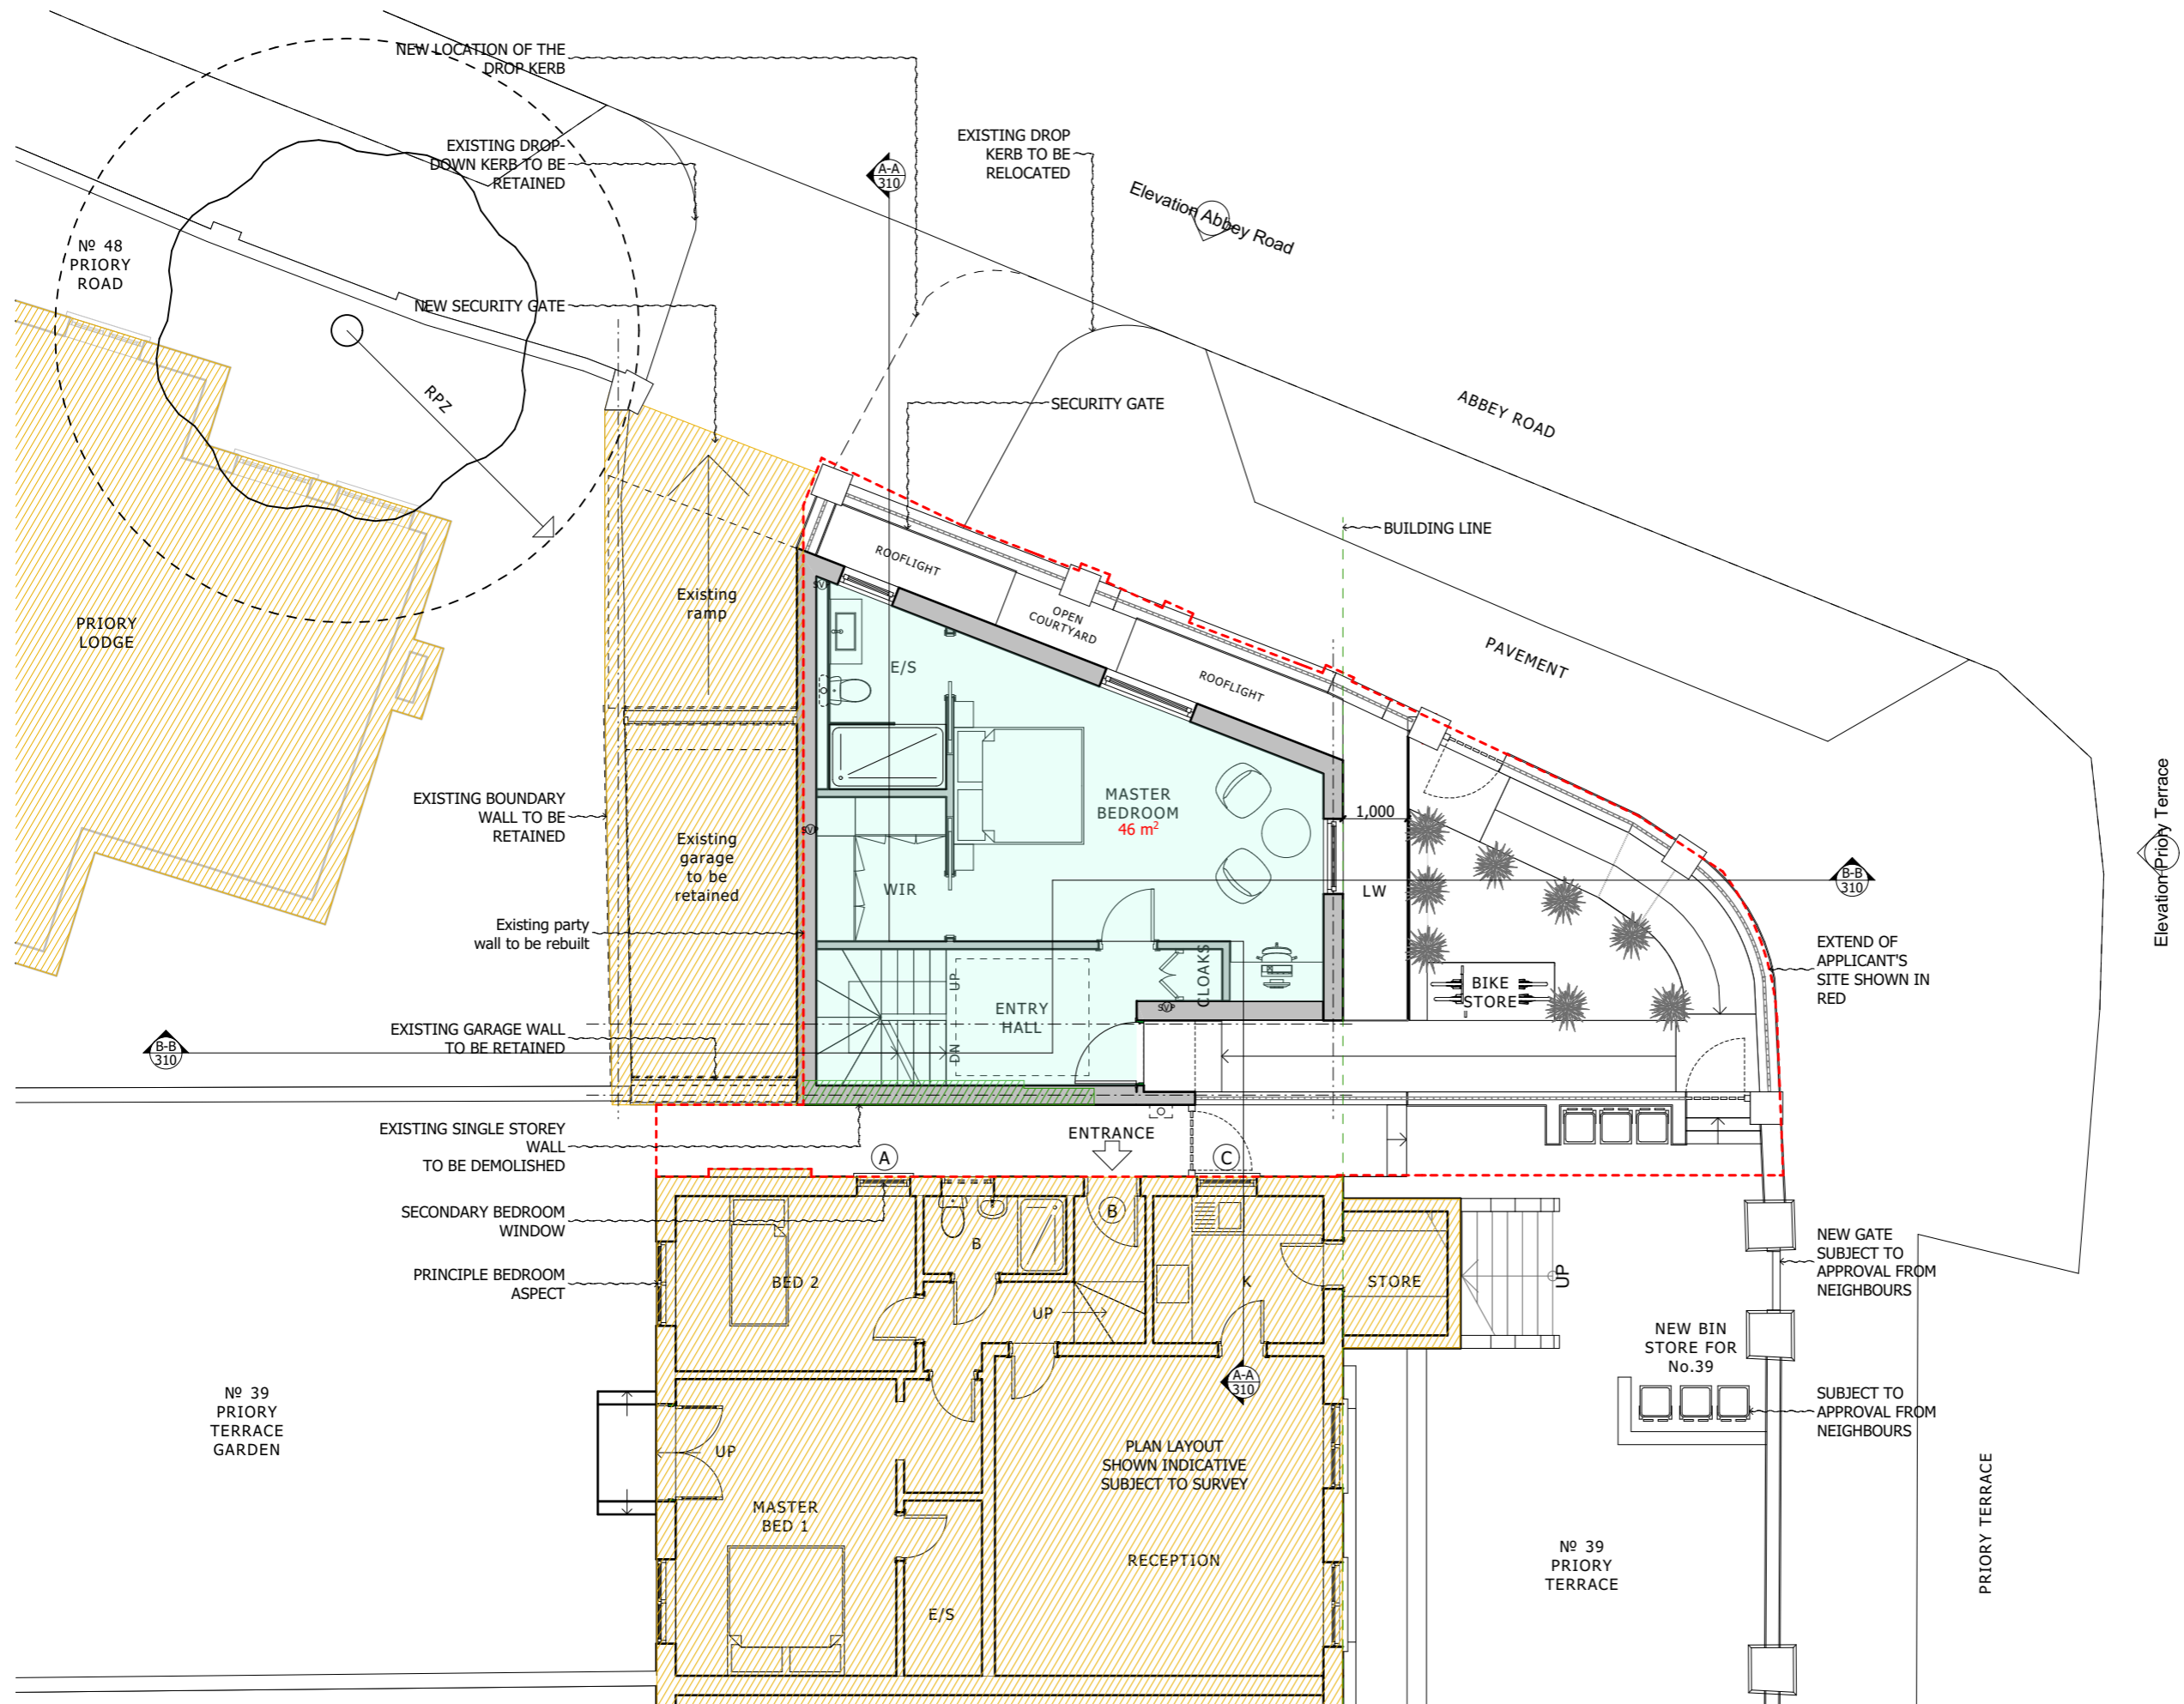 NEW LOCATION OF THE
DROP KERB
EXISTING DROP-
DOWN KERB TO BE
RETAINED
A-A
310
EXISTING DROP
KERB TO BE
RELOCATED
Elevation Abbey Road
Nº 48
PRIORY
ROAD
NEW SECURITY GATE
RPZ
SECURITY GATE
ABBEY ROAD
BUILDING LINE
ROOFLIGHT
OPEN
COURTYARD
ROOFLIGHT
PAVEMENT
PRIORY
LODGE
Existing
ramp
SVP
E/S
EXISTING BOUNDARY
WALL TO BE
RETAINED
Existing
garage
to be
retained
SVP
MASTER
BEDROOM
46 m²
1,000
WIR
LW
Elevation Priory Terrace
B-B
310
Existing party
wall to be rebuilt
CLOAKS
UP
DN
ENTRY
HALL
SVP
BIKE
STORE
EXTEND OF
APPLICANT'S
SITE SHOWN IN
RED
EXISTING GARAGE WALL
TO BE RETAINED
B-B
310
EXISTING SINGLE STOREY
WALL
TO BE DEMOLISHED
A
ENTRANCE
C
SECONDARY BEDROOM
WINDOW
B
B
PRINCIPLE BEDROOM
ASPECT
BED 2
UP
K
STORE
UP
NEW GATE
SUBJECT TO
APPROVAL FROM
NEIGHBOURS
NEW BIN
STORE FOR
No.39
A-A
310
SUBJECT TO
APPROVAL FROM
NEIGHBOURS
Nº 39
PRIORY
TERRACE
GARDEN
UP
PLAN LAYOUT
SHOWN INDICATIVE
SUBJECT TO SURVEY
MASTER
BED 1
RECEPTION
E/S
Nº 39
PRIORY
TERRACE
PRIORY TERRACE